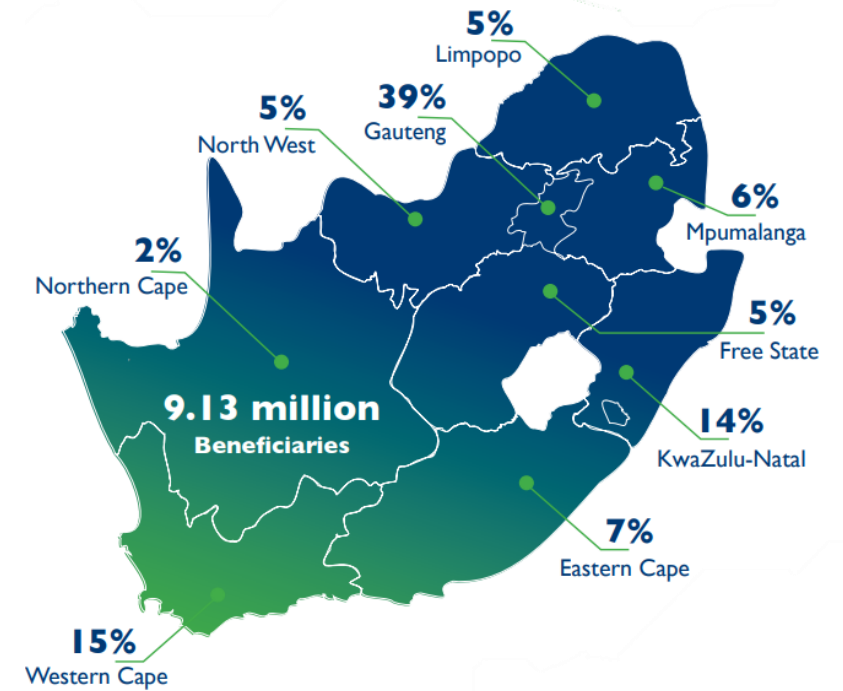 5%
Limpopo
39%
Gauteng
5%
North West
6%
Mpumalanga
2%
Northern Cape
5%
Free State
9.13 million
Beneficiaries
14%
KwaZulu-Natal
7%
Eastern Cape
15%
Western Cape